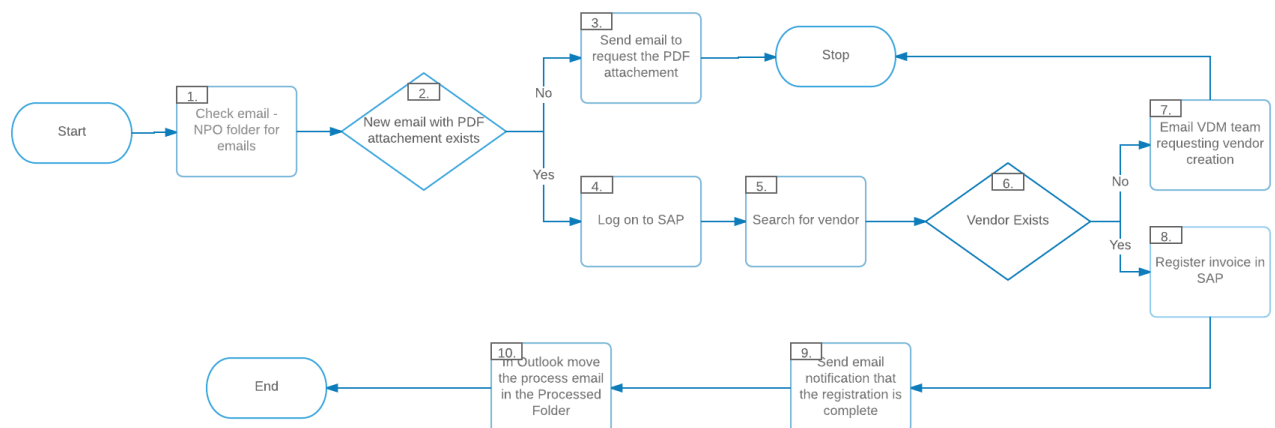 Start
1.
Check email -
NPO folder for
emails
2.
New email with PDF
attachement exists
No
Yes
3.
Send email to
request the PDF
attachement
Stop
4.
Log on to SAP
5.
Search for vendor
6.
Vendor Exists
No
Yes
7.
Email VDM team
requesting vendor
creation
8.
Register invoice in
SAP
9.
Send email
notification that
the registration is
complete
10.
In Outlook move
the process email
in the Processed
Folder
End